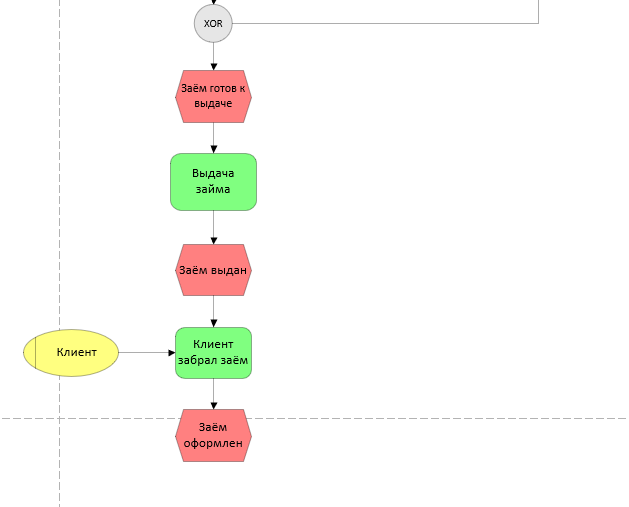 XOR
Заём готов к
выдаче
Выдача
займа
Заём выдан
Клиент
Клиент
забрал заём
Заём
оформлен